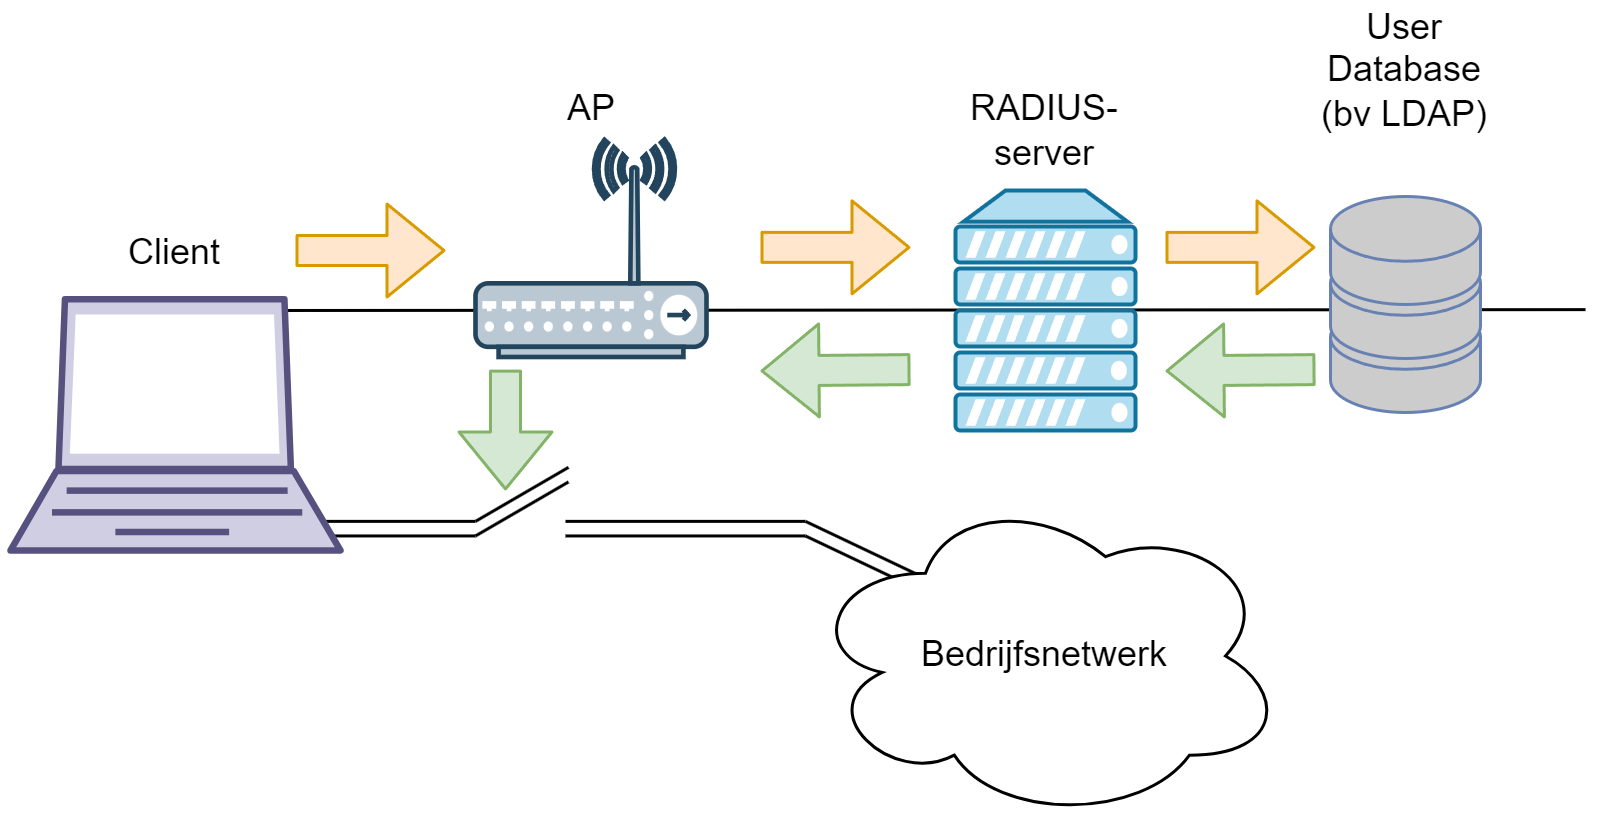 User
Database
(bv LDAP)
AP
RADIUS-
server
Client
Bedrijfsnetwerk